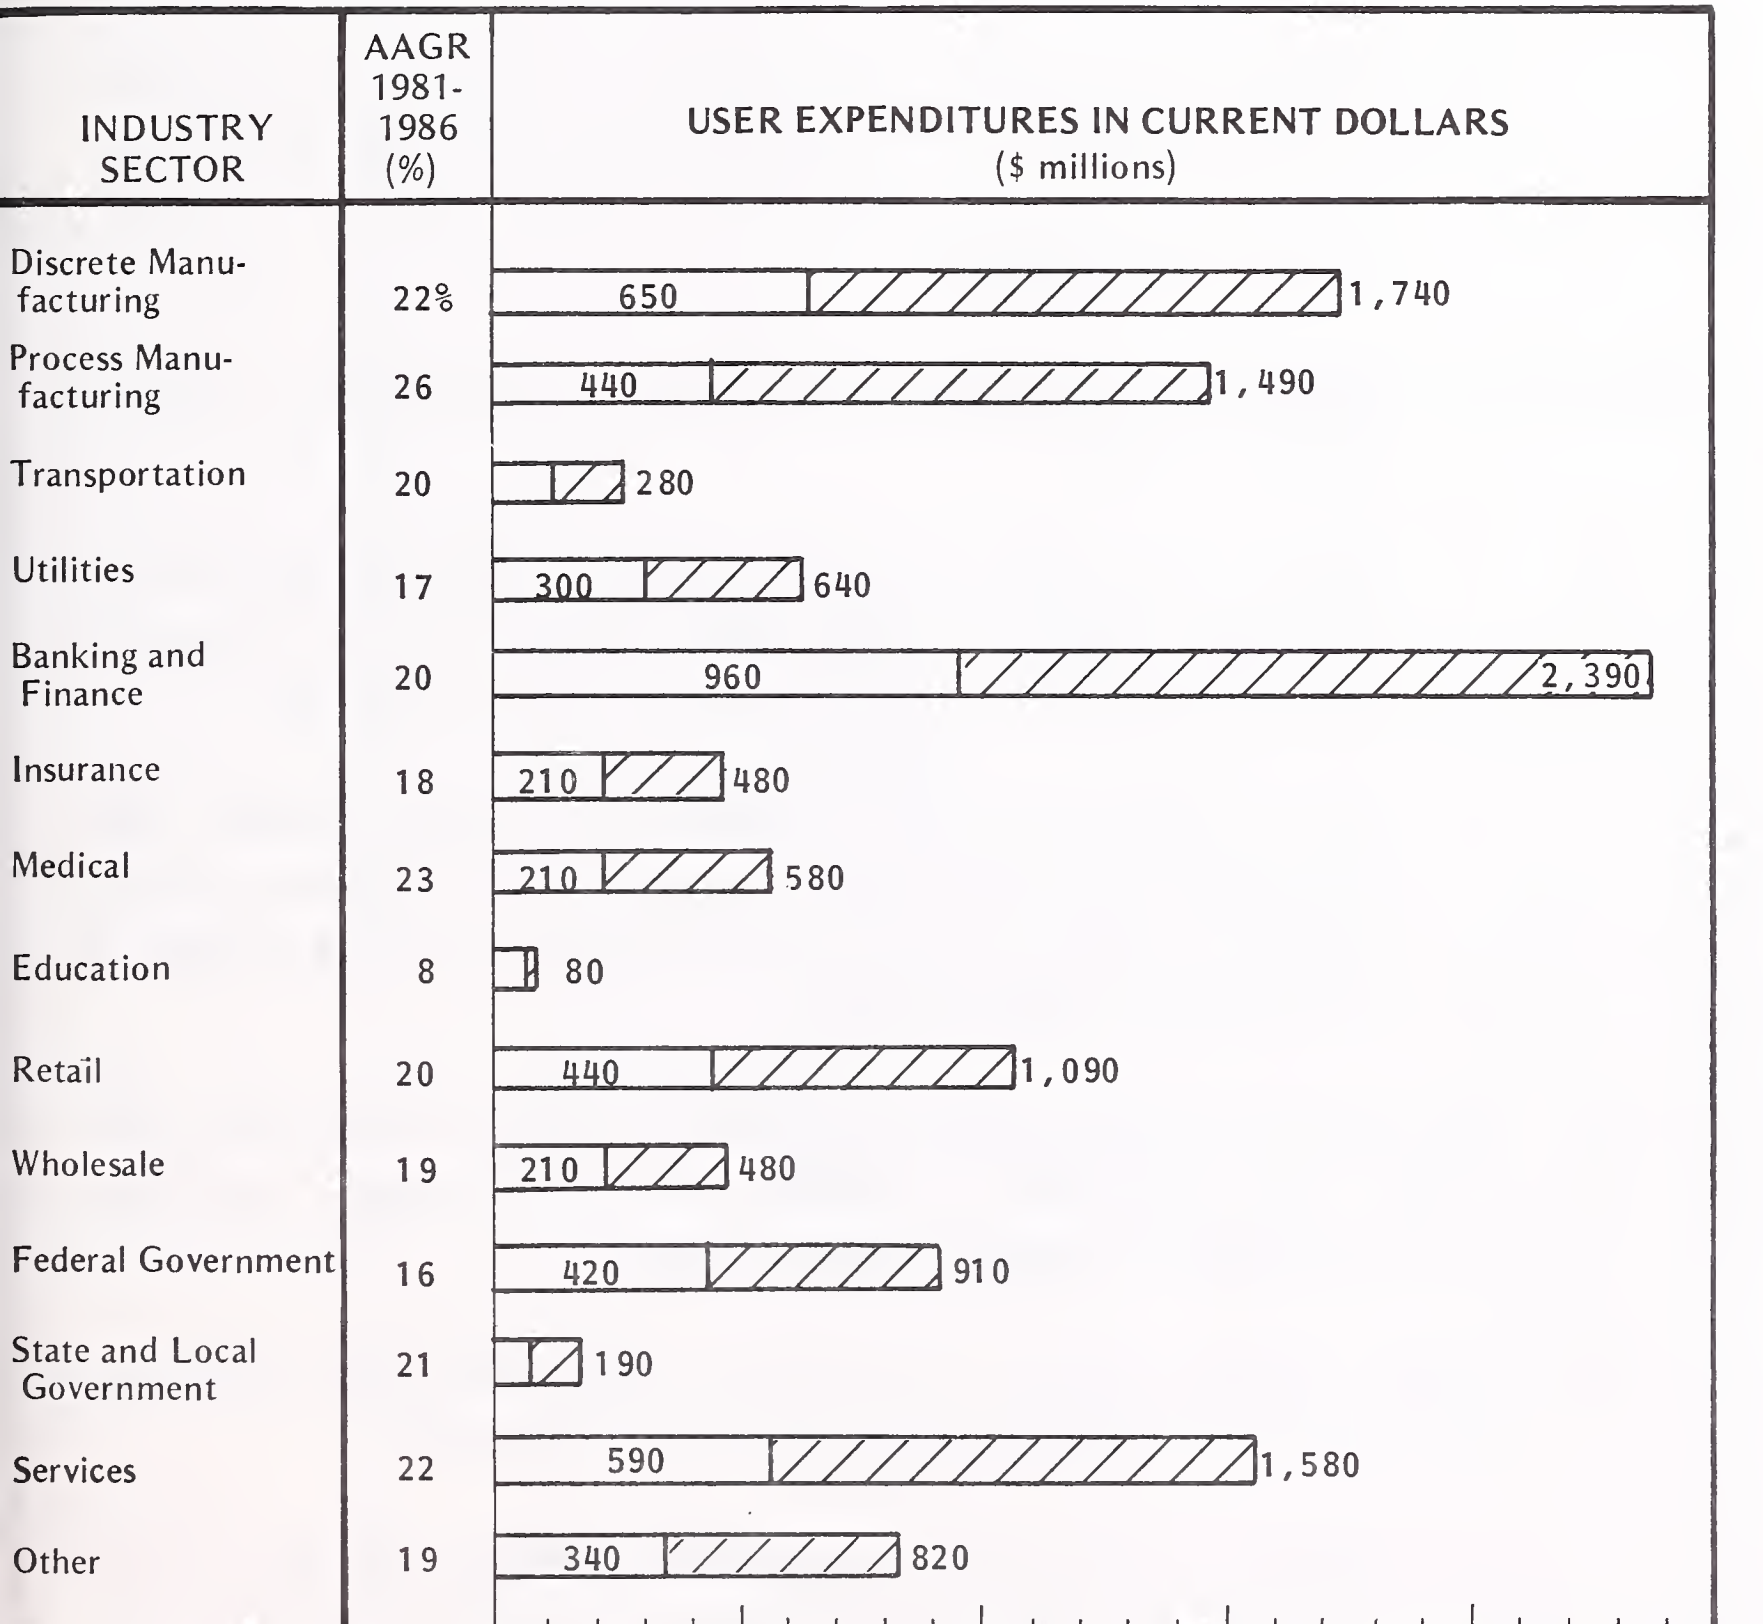 INDUSTRY
SECTOR
AAGR
1981-
1986
(%)
USER EXPENDITURES IN CURRENT DOLLARS
($ millions)
Discrete Manu-
facturing
22%
650
1,740
Process Manu-
facturing
26
440
1,490
Transportation
20
280
Utilities
17
300
640
Banking and
Finance
20
960
2,390
Insurance
18
210
480
Medical
23
210
580
Education
8
80
Retail
20
440
1,090
Wholesale
19
210
480
Federal Government
16
420
910
State and Local
Government
21
190
Services
22
590
1,580
Other
19
340
820